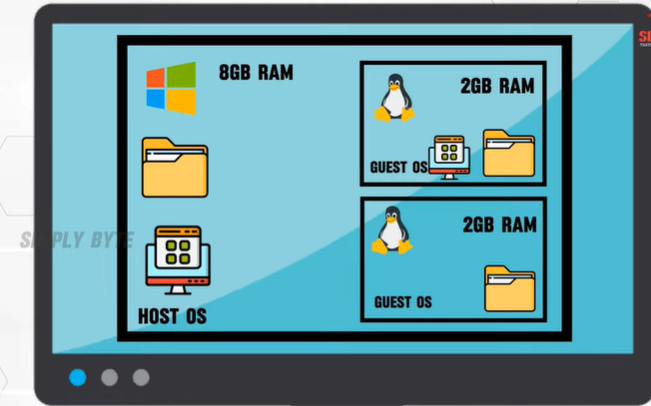 8GB RAM
HOST OS
2GB RAM
GUEST OS
2GB RAM
GUEST OS
SIMPLY BYTE